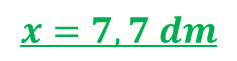 x = 7,7 dm